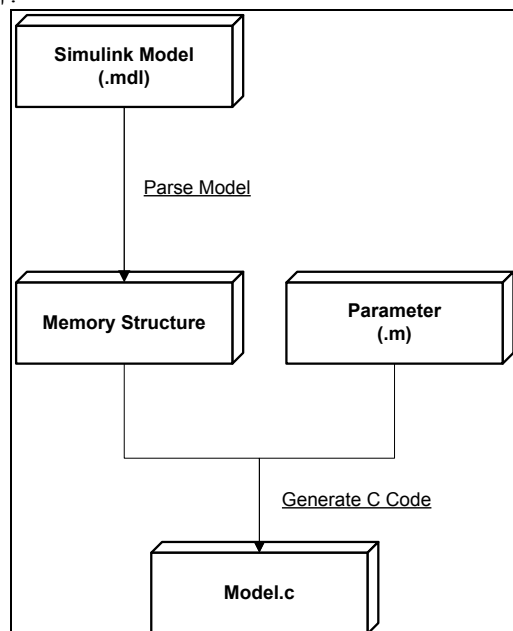 Simulink Model
(.mdl)
Parse Model
Memory Structure
Parameter
(.m)
Generate C Code
Model.c